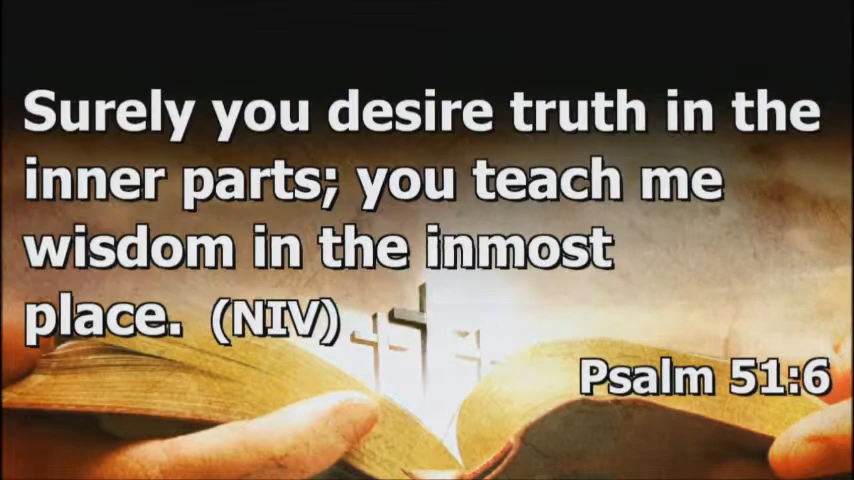 Surely you desire truth in the
inner parts; you teach me
wisdom in the inmost
place. (NIV)
Psalm 51:6